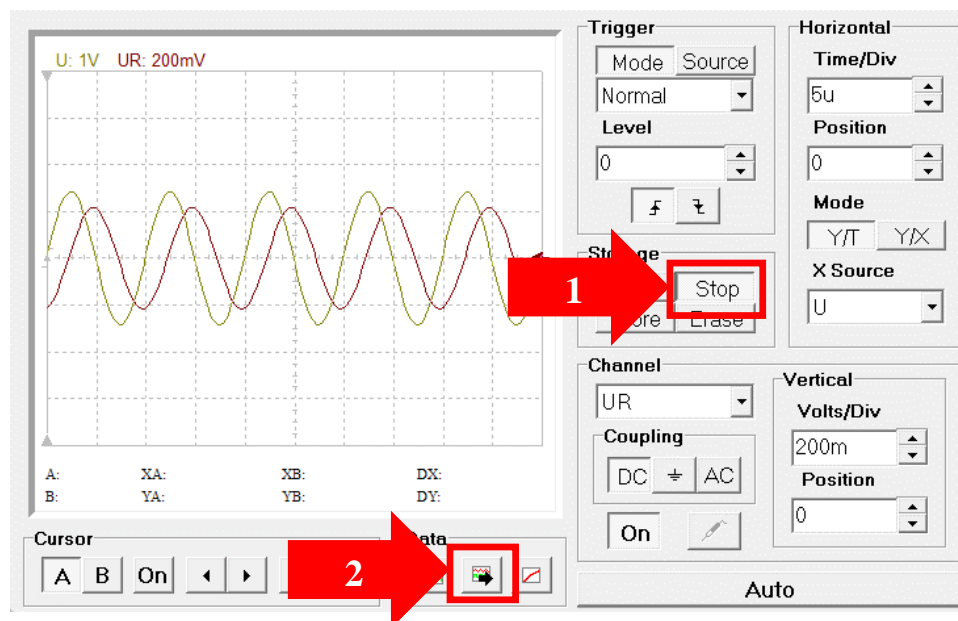 U: 1V UR: 200mV
A: XA: XB: DX:
B: YA: YB: DY:
Cursor
A B On
2
Trigger
Mode Source
Normal
Level
0
1
Stop
Erase
Channel
UR
Coupling
DC AC
On
Horizontal
Time/Div
5u
Position
0
Mode
Y/T Y/X
X Source
U
Vertical
Volts/Div
200m
Position
0
Auto